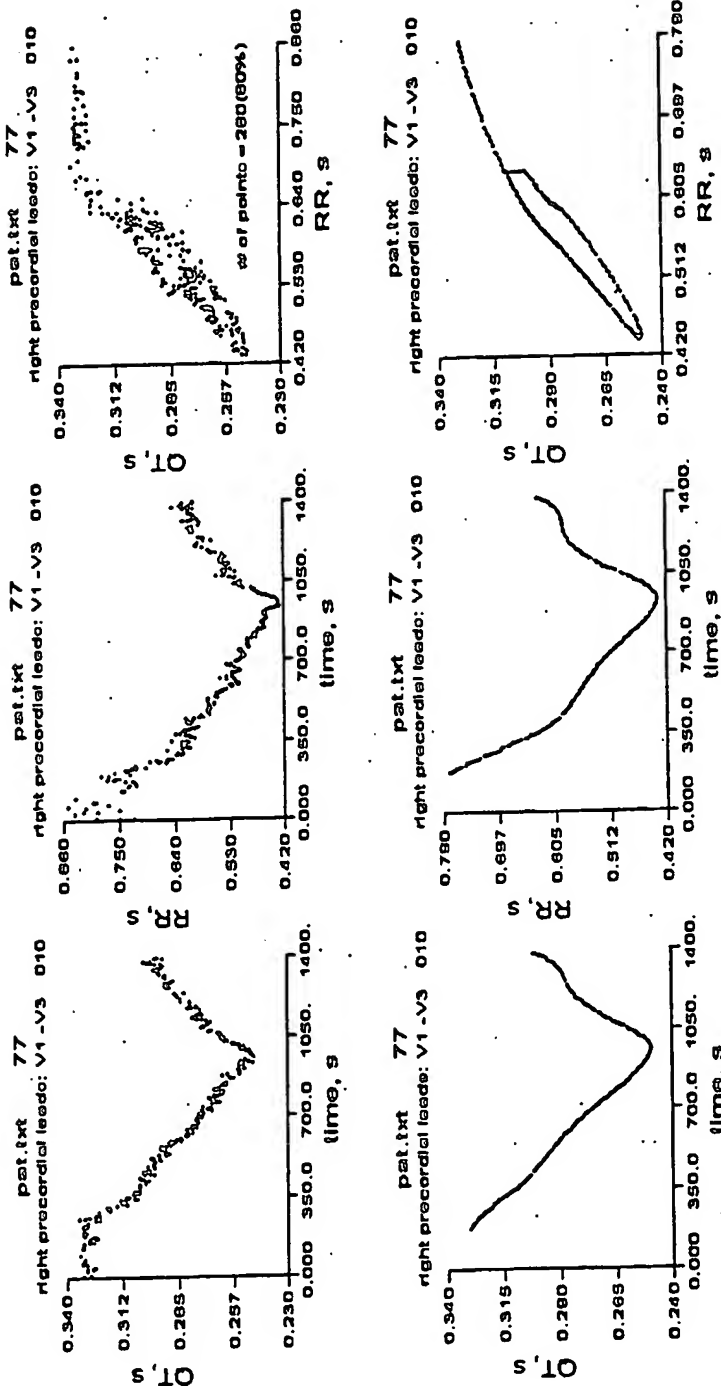 pat.txt 77
right precordial leads: V1 -V3 010
QT, s
0.340
0.312
0.285
0.257
0.230
0.000 350.0 700.0 1050. 1400.
time, s
pat.txt 77
right precordial leads: V1 -V3 010
RR, s
0.860
0.750
0.640
0.530
0.420
0.000 350.0 700.0 1050. 1400.
time, s
pat.txt 77
right precordial leads: V1 -V3 010
QT, s
0.340
0.312
0.285
0.257
0.230
# of points = 280(80%)
0.420 0.530 0.640 0.750 0.860
RR, s
pat.txt 77
right precordial leads: V1 -V3 010
QT, s
0.340
0.315
0.290
0.265
0.240
0.000 350.0 700.0 1050. 1400.
time, s
pat.txt 77
right precordial leads: V1 -V3 010
RR, s
0.790
0.697
0.605
0.512
0.420
0.000 350.0 700.0 1050. 1400.
time, s
pat.txt 77
right precordial leads: V1 -V3 010
QT, s
0.340
0.315
0.290
0.265
0.240
0.420 0.512 0.605 0.697 0.790
RR, s